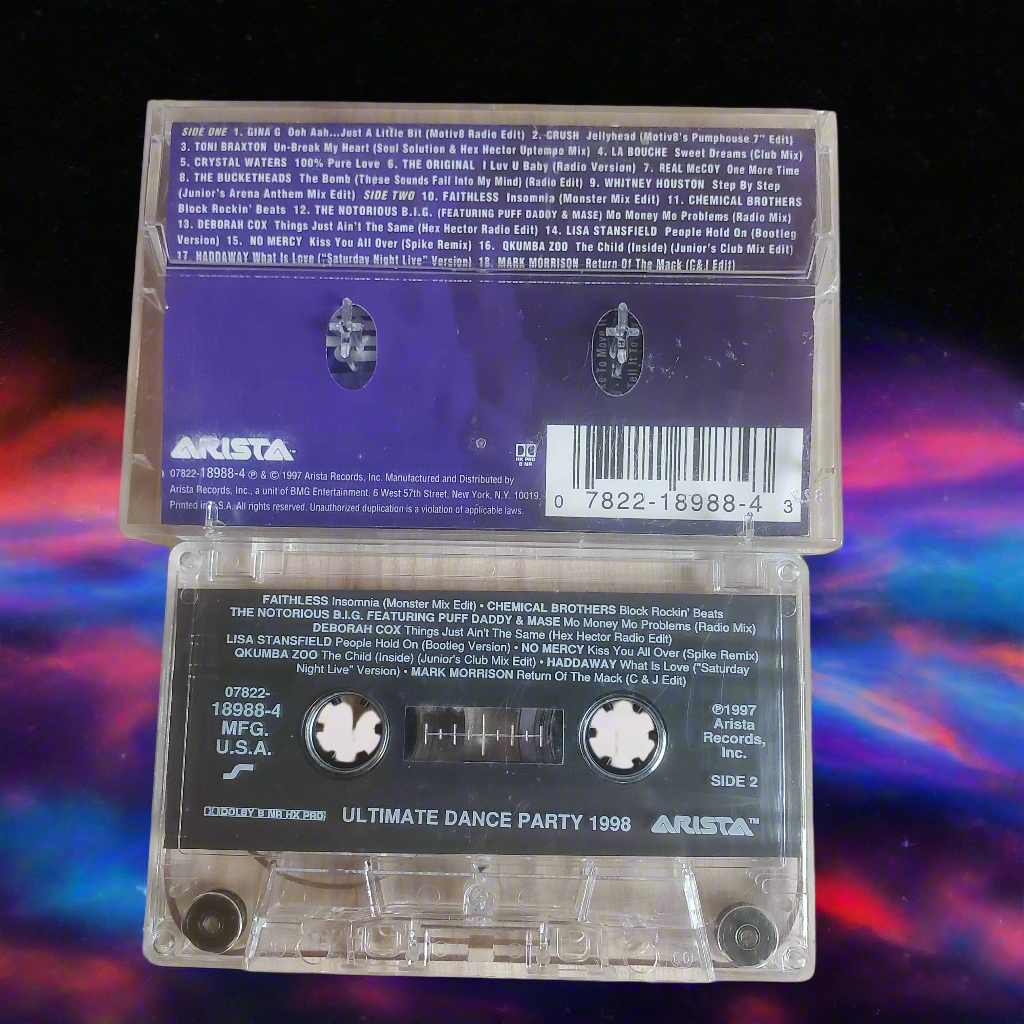 SIDE ONE 1. GINA G Ooh Aah...Just A Little Bit (Motiv8 Radio Edit) 2. CRUSH Jellyhead (Motiv8's Pumphouse 7" Edit)
3. TONI BRAXTON Un-Break My Heart (Soul Solution & Hex Hector Uptempo Mix) 4. LA BOUCHE Sweet Dreams (Club Mix)
5. CRYSTAL WATERS 100% Pure Love 6. THE ORIGINAL I Luv U Baby (Radio Version) 7. REAL McCOY One More Time
8. THE BUCKETHEADS The Bomb (These Sounds Fall Into My Mind) (Radio Edit) 9. WHITNEY HOUSTON Step By Step
(Junior's Arena Anthem Mix Edit) SIDE TWO 10. FAITHLESS Insomnia (Monster Mix Edit) 11. CHEMICAL BROTHERS
Block Rockin' Beats 12. THE NOTORIOUS B.I.G. (FEATURING PUFF DADDY & MASE) Mo Money Mo Problems (Radio Mix)
13. DEBORAH COX Things Just Ain't The Same (Hex Hector Radio Edit) 14. LISA STANSFIELD People Hold On (Bootleg
Version) 15. NO MERCY Kiss You All Over (Spike Remix) 16. QKUMBA ZOO The Child (Inside) (Junior's Club Mix Edit)
17. HADDAWAY What Is Love ("Saturday Night Live" Version) 18. MARK MORRISON Return Of The Mack (C&J Edit)
To Move
Tell It To
ARISTA™
HX PRO
B NR
07822-18988-4 ℗ & © 1997 Arista Records, Inc. Manufactured and Distributed by
Arista Records, Inc., a unit of BMG Entertainment, 6 West 57th Street, New York, N.Y. 10019.
Printed in U.S.A. All rights reserved. Unauthorized duplication is a violation of applicable laws.
0 7822-18988-4 3
FAITHLESS Insomnia (Monster Mix Edit) • CHEMICAL BROTHERS Block Rockin' Beats
THE NOTORIOUS B.I.G. FEATURING PUFF DADDY & MASE Mo Money Mo Problems (Radio Mix)
DEBORAH COX Things Just Ain't The Same (Hex Hector Radio Edit)
LISA STANSFIELD People Hold On (Bootleg Version) • NO MERCY Kiss You All Over (Spike Remix)
QKUMBA ZOO The Child (Inside) (Junior's Club Mix Edit) • HADDAWAY What Is Love ("Saturday
Night Live" Version) • MARK MORRISON Return Of The Mack (C & J Edit)
07822-
18988-4
MFG.
U.S.A.
℗1997
Arista
Records,
Inc.
SIDE 2
DOLBY B NR HX PRO
ULTIMATE DANCE PARTY 1998
ARISTA™